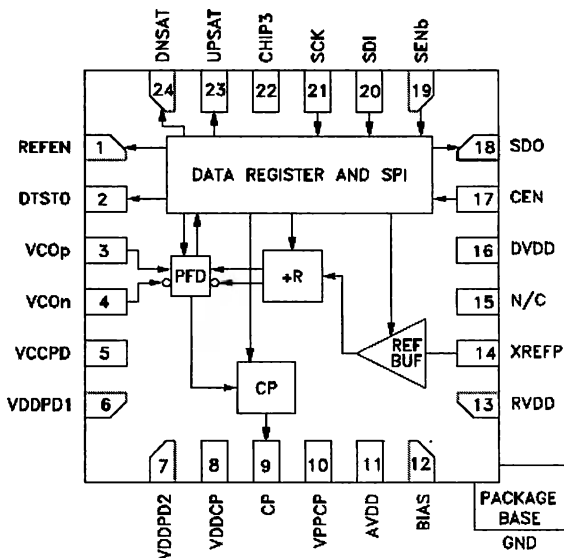 DNSAT UPSAT CHIP3 SCK SDI SENb
24 23 22 21 20 19
REFEN 1
18 SDO
DATA REGISTER AND SPI
DTST0 2
17 CEN
VCOp 3
16 DVDD
PFD
+R
VCOn 4
15 N/C
VCCPD 5
REF
BUF
14 XREFP
CP
VDDPD1 6
13 RVDD
7 8 9 10 11 12
VDDPD2 VDDCP CP VPPCP AVDD BIAS
PACKAGE
BASE
GND